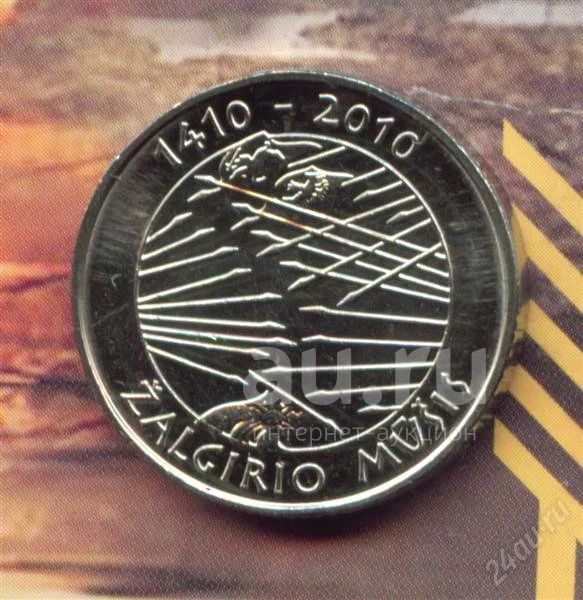 1410 - 2010
au.ru
интернет-аукцион
ŽALGIRIO MŪŠIS
24au.ru